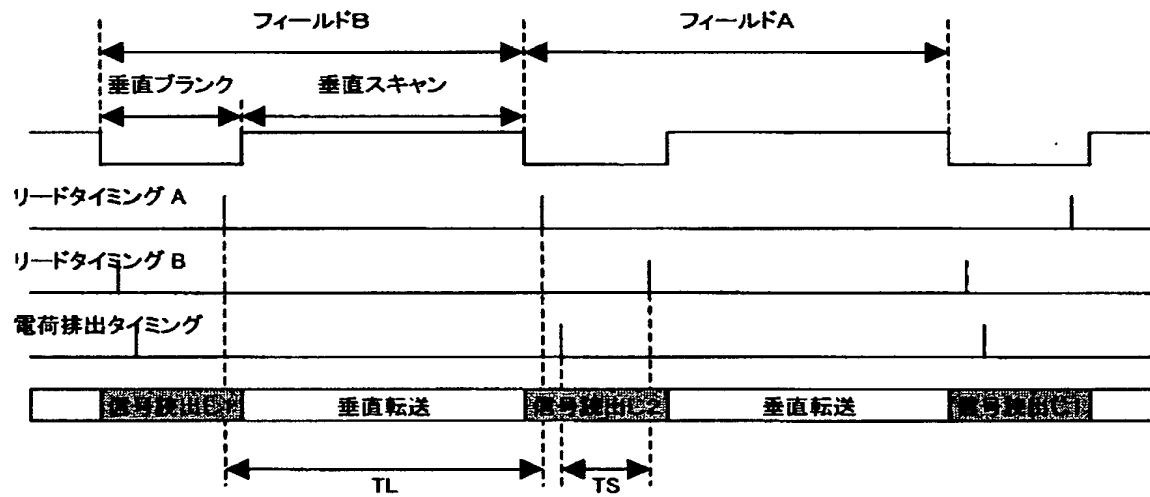 フィールドB
フィールドA
垂直ブランク
垂直スキャン
リードタイミング A
リードタイミング B
電荷排出タイミング
信号読出C1
垂直転送
信号読出C2
垂直転送
信号読出C1
TL
TS